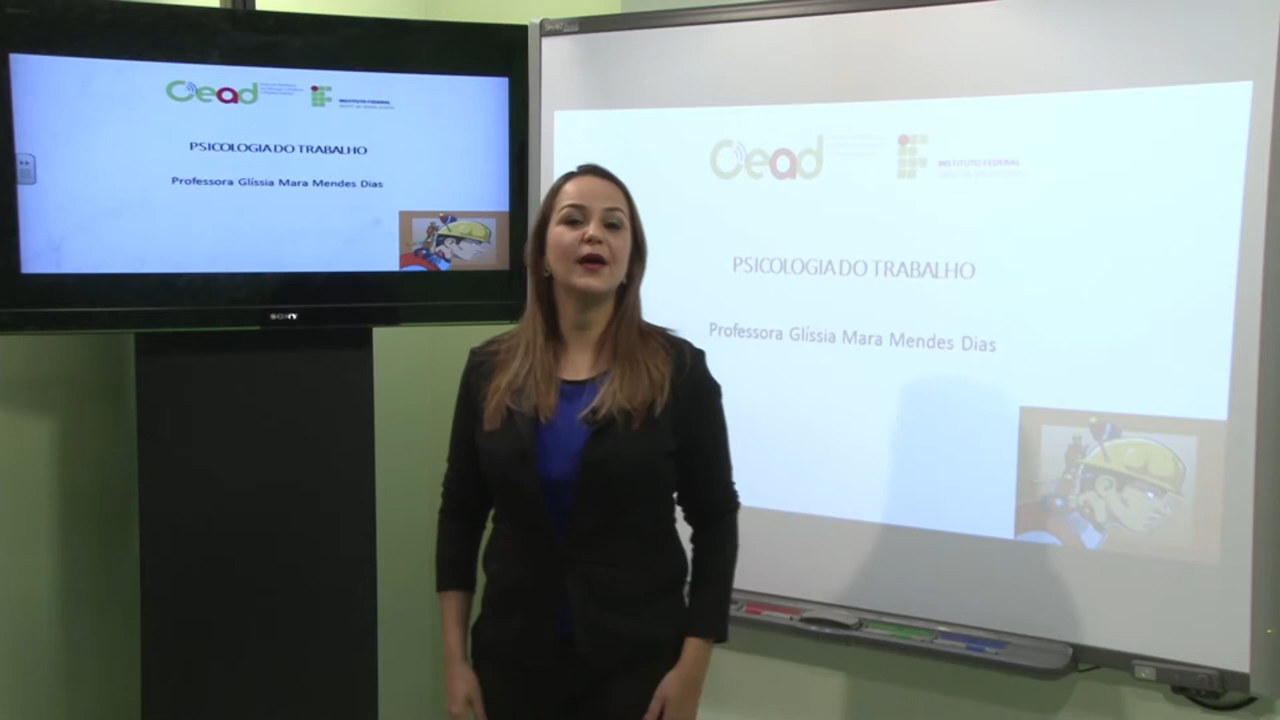 Cead
INSTITUTO FEDERAL
PSICOLOGIA DO TRABALHO
Professora Glíssia Mara Mendes Dias
SONY
Cead
INSTITUTO FEDERAL
PSICOLOGIA DO TRABALHO
Professora Glíssia Mara Mendes Dias